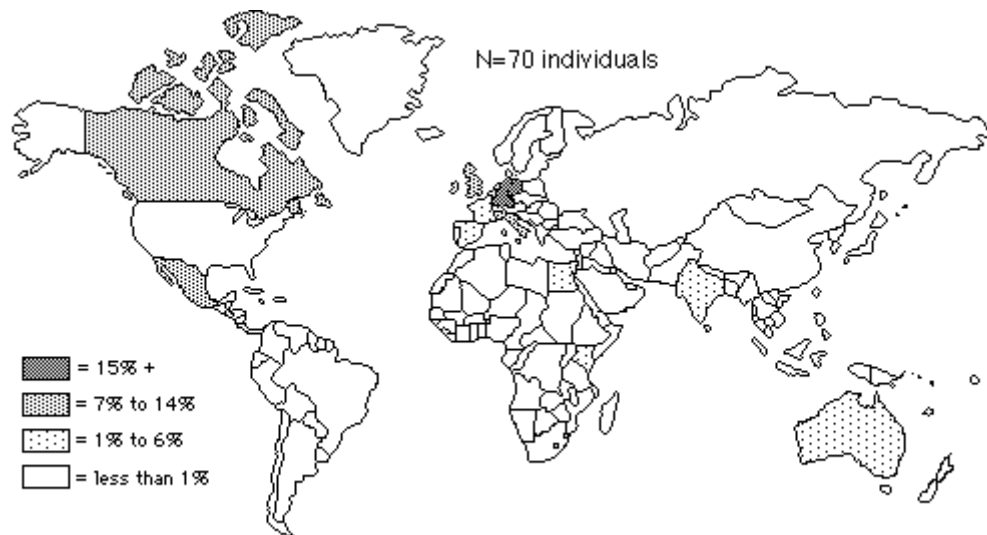 N=70 individuals
= 15% +
= 7% to 14%
= 1% to 6%
= less than 1%